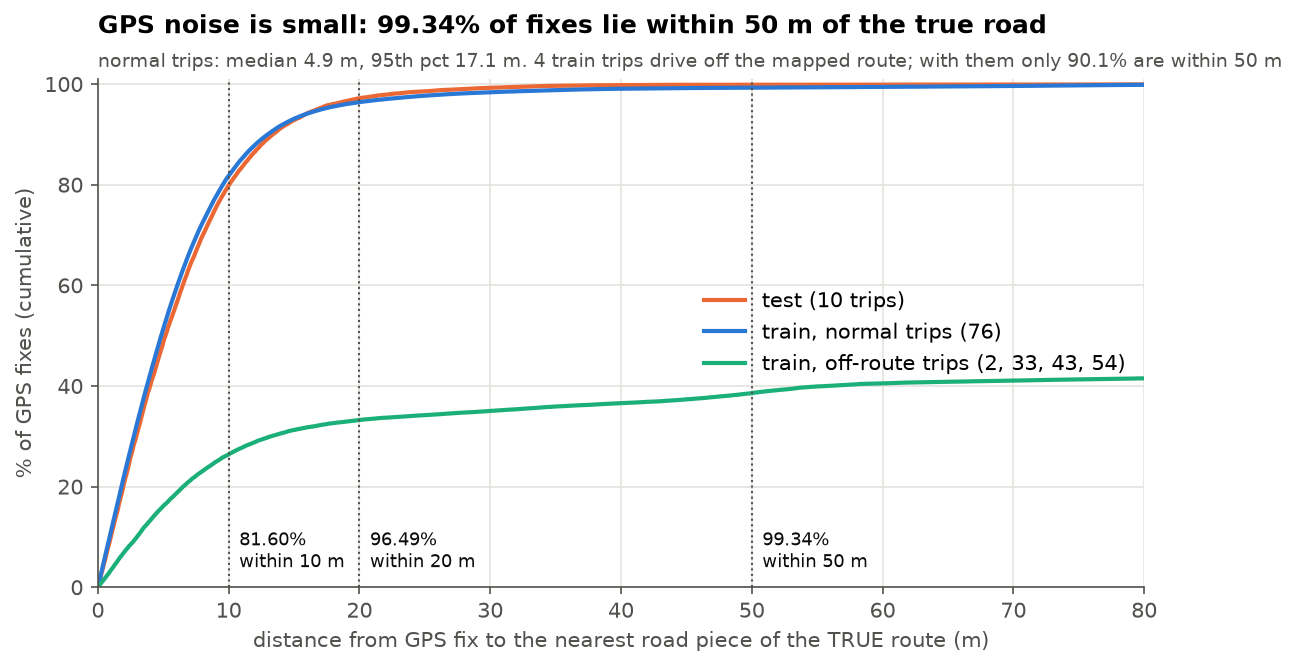 GPS noise is small: 99.34% of fixes lie within 50 m of the true road
normal trips: median 4.9 m, 95th pct 17.1 m. 4 train trips drive off the mapped route; with them only 90.1% are within 50 m
% of GPS fixes (cumulative)
100
80
60
40
20
0
test (10 trips)
train, normal trips (76)
train, off-route trips (2, 33, 43, 54)
81.60%
within 10 m
96.49%
within 20 m
99.34%
within 50 m
0 10 20 30 40 50 60 70 80
distance from GPS fix to the nearest road piece of the TRUE route (m)